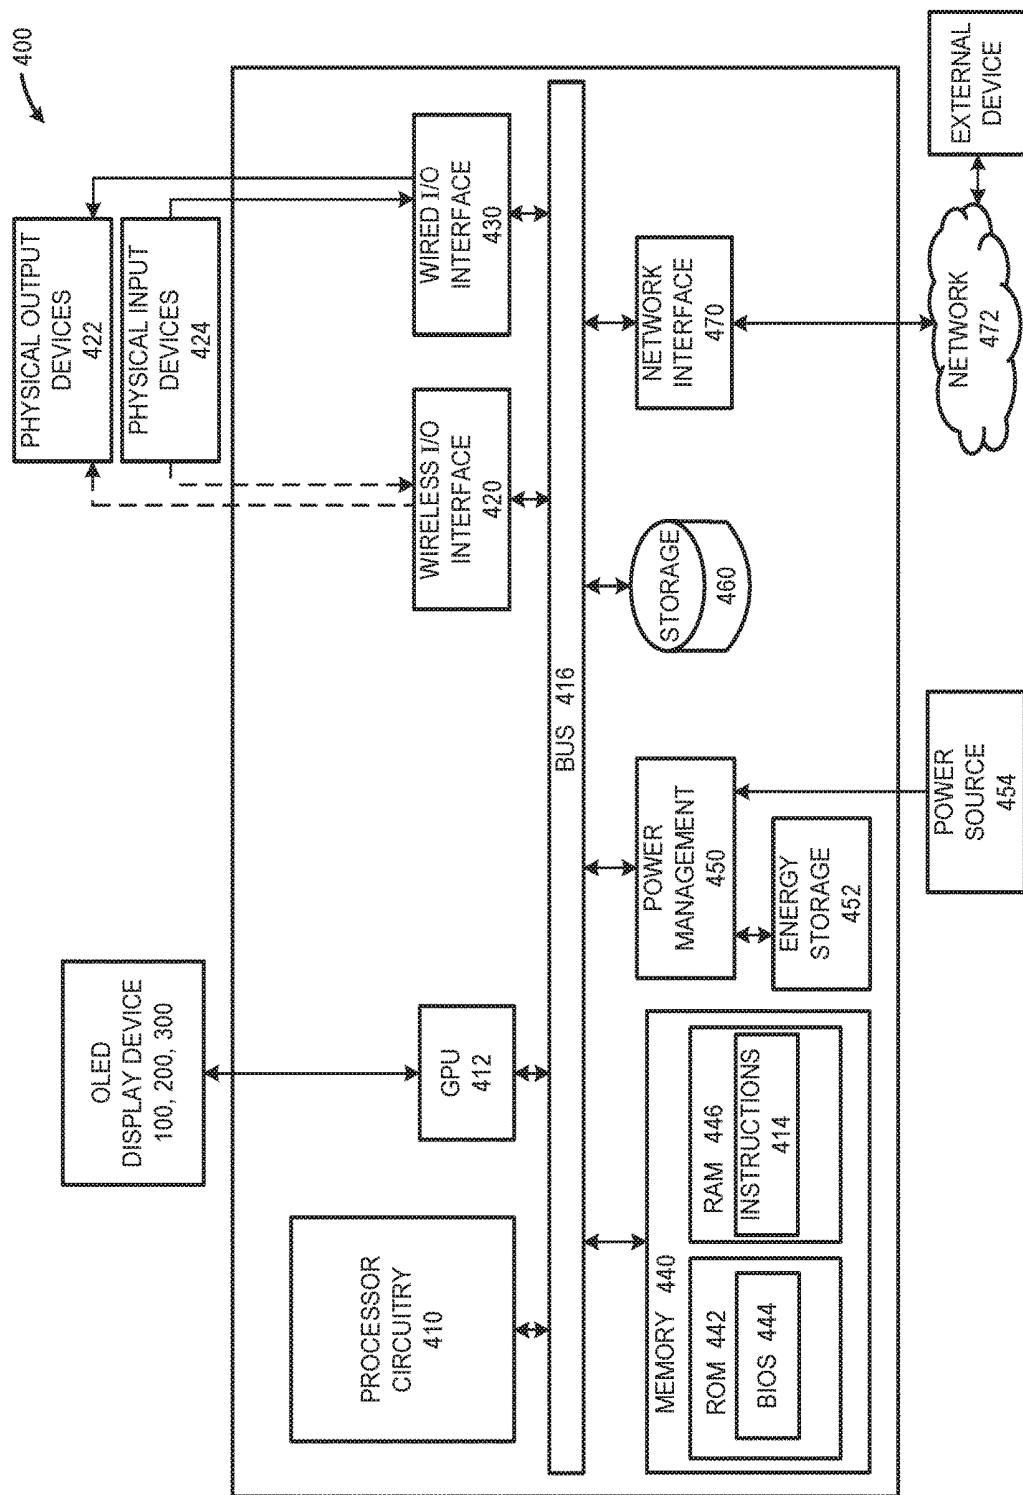 400
OLED
DISPLAY DEVICE
100, 200, 300
PHYSICAL OUTPUT
DEVICES
422
PHYSICAL INPUT
DEVICES
424
PROCESSOR
CIRCUITRY
410
GPU
412
WIRELESS I/O
INTERFACE
420
WIRED I/O
INTERFACE
430
BUS 416
MEMORY 440
ROM 442
BIOS 444
RAM 446
INSTRUCTIONS
414
POWER
MANAGEMENT
450
ENERGY
STORAGE
452
STORAGE
460
NETWORK
INTERFACE
470
POWER
SOURCE
454
NETWORK
472
EXTERNAL
DEVICE